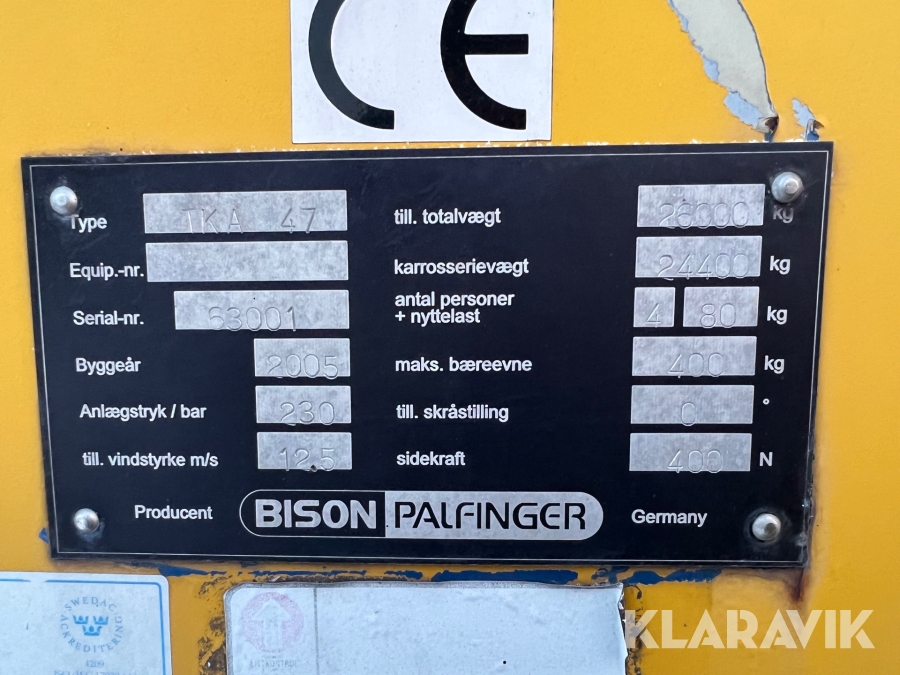 CE
Type TKA 47 till. totalvægt 26000 kg
Equip.-nr. karrosserievægt 24400 kg
Serial-nr. 63001 antal personer
+ nyttelast 4 80 kg
Byggeår 2005 maks. bæreevne 400 kg
Anlægstryk / bar 230 till. skråstilling 0 °
till. vindstyrke m/s 12.5 sidekraft 400 N
Producent BISON PALFINGER Germany
SWEDAC
ACKREDITERING
KLARAVIK